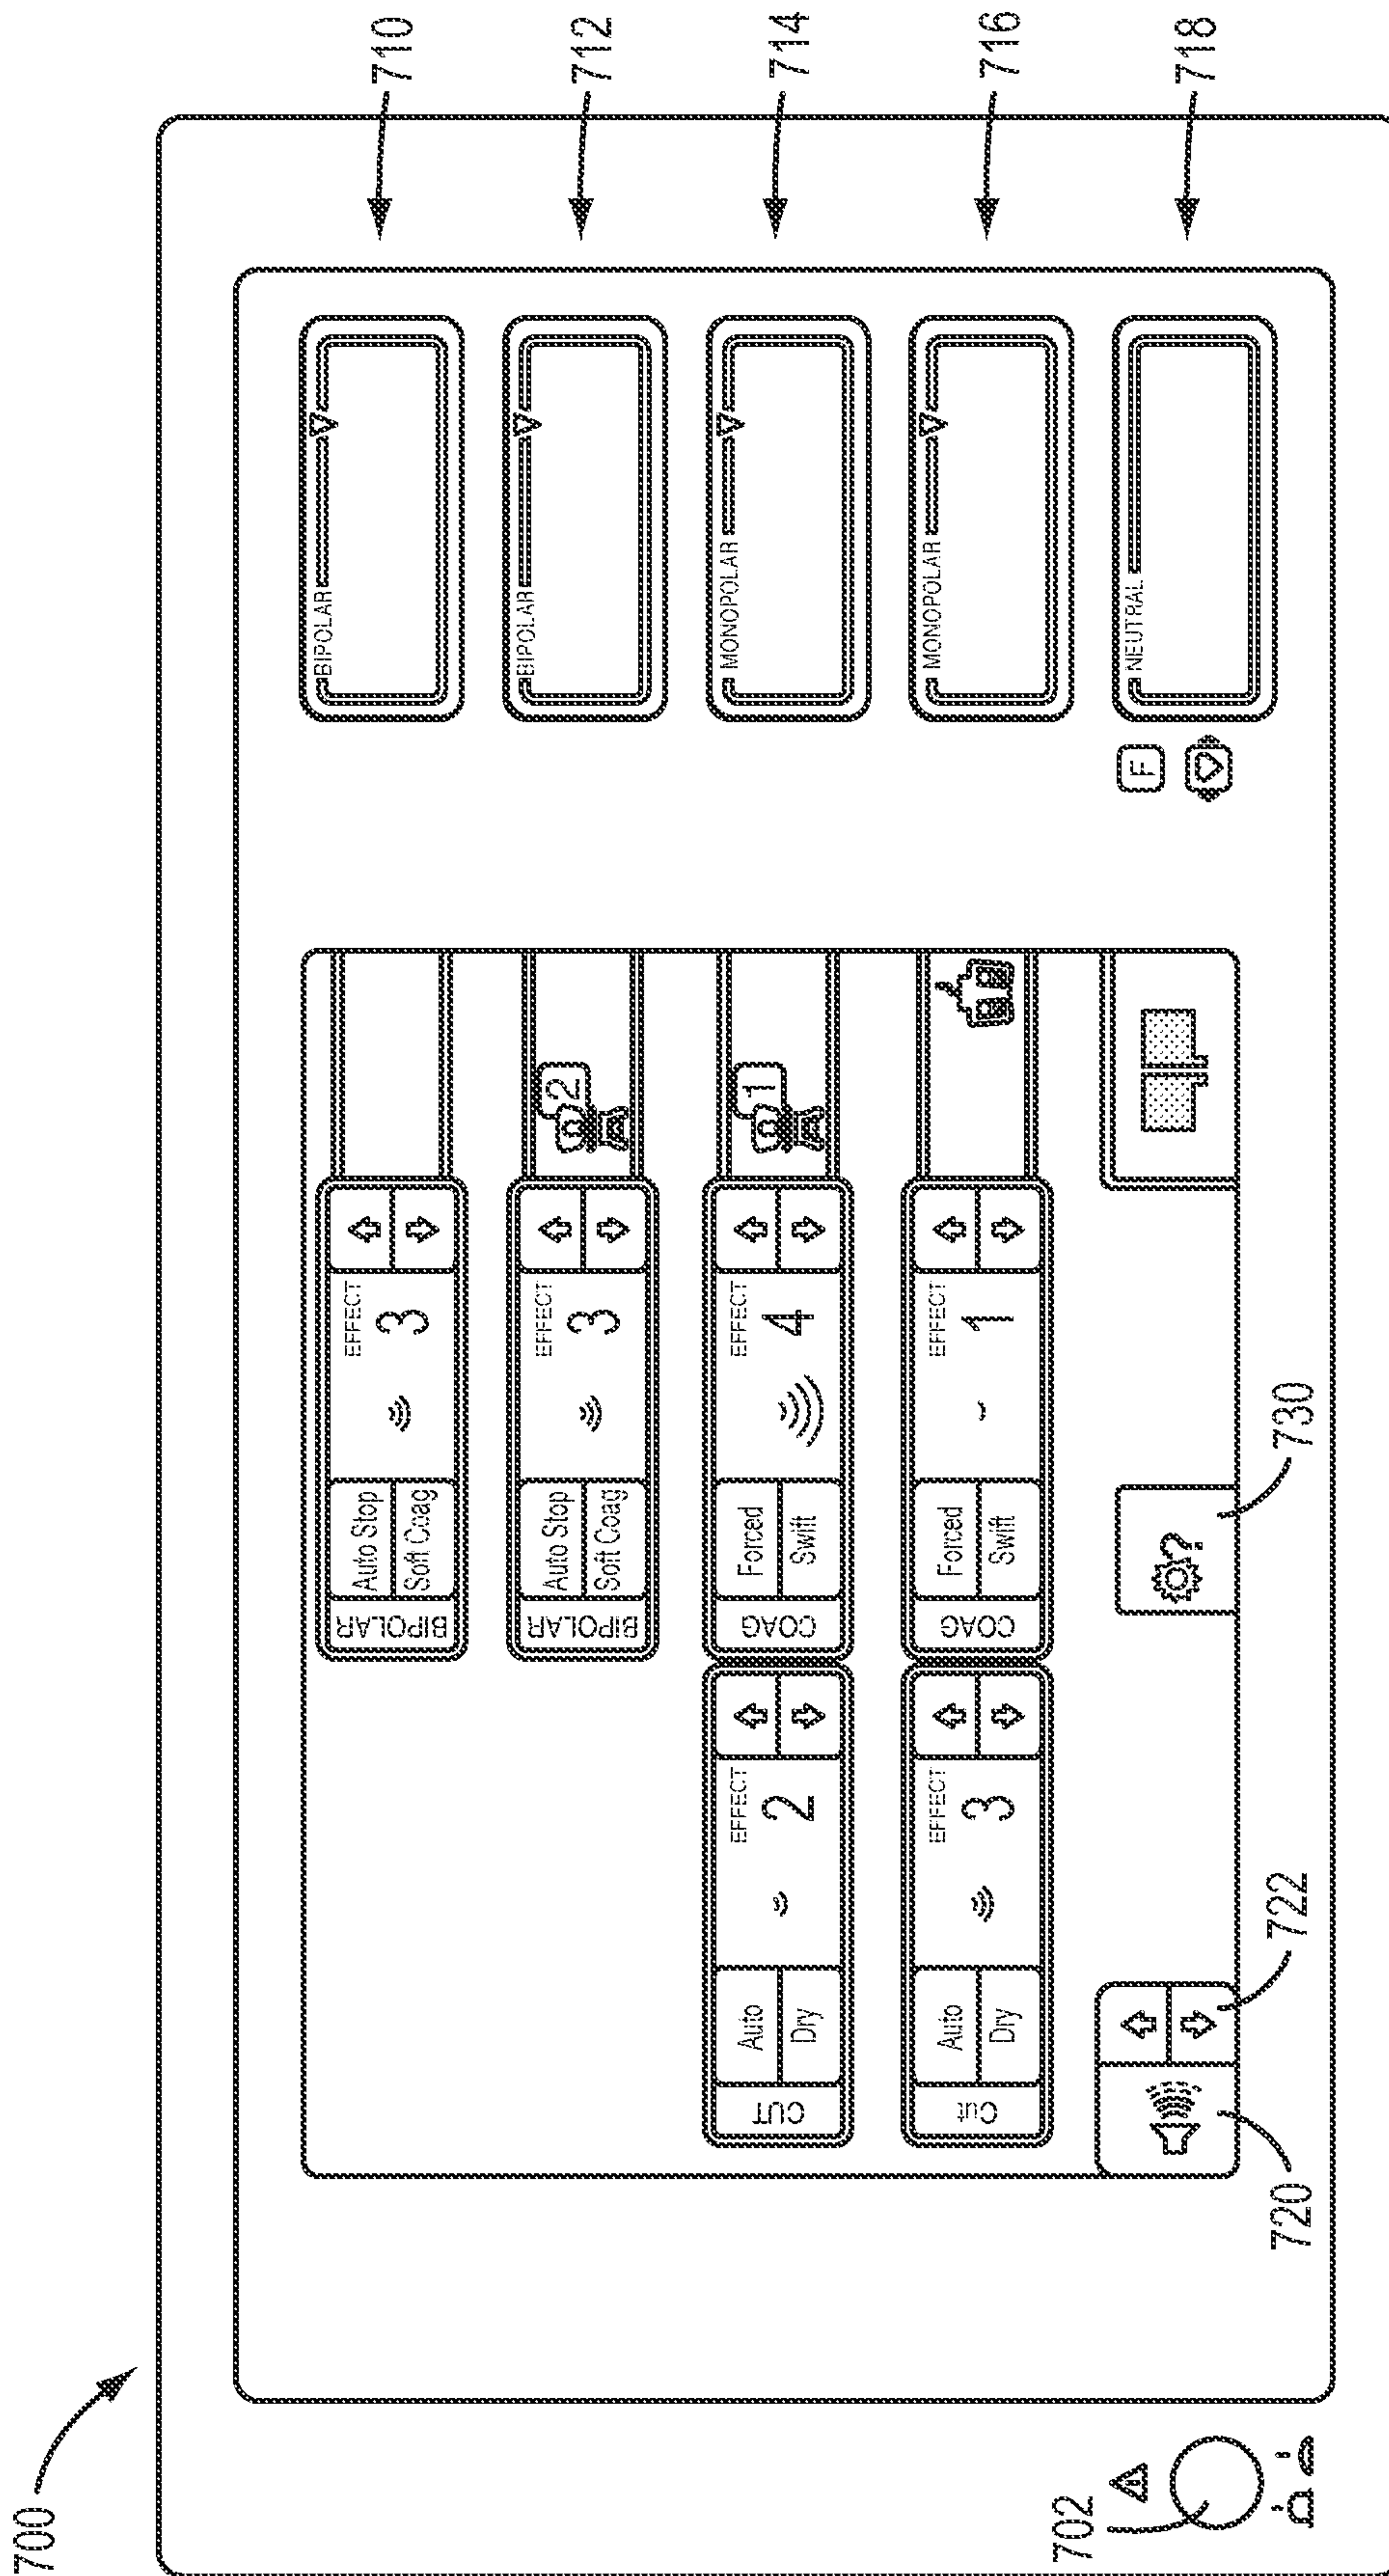 700
BIPOLAR
Auto Stop
Soft Coag
EFFECT
3
BIPOLAR
710
BIPOLAR
Auto Stop
Soft Coag
EFFECT
3
2
BIPOLAR
712
CUT
Auto
Dry
EFFECT
2
COAG
Forced
Swift
EFFECT
4
1
MONOPOLAR
714
Cut
Auto
Dry
EFFECT
3
COAG
Forced
Swift
EFFECT
1
MONOPOLAR
716
702
720
722
?
730
F
NEUTRAL
718